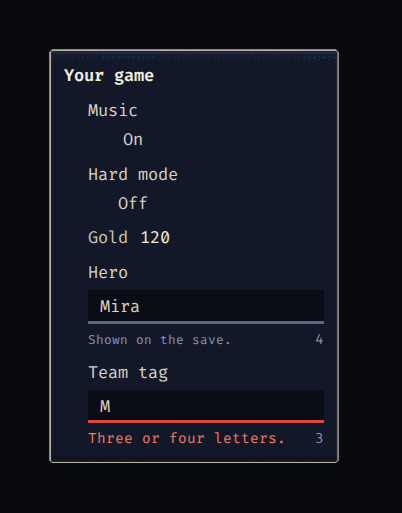 Your game
Music
On
Hard mode
Off
Gold 120
Hero
Mira
Shown on the save. 4
Team tag
M
Three or four letters. 3